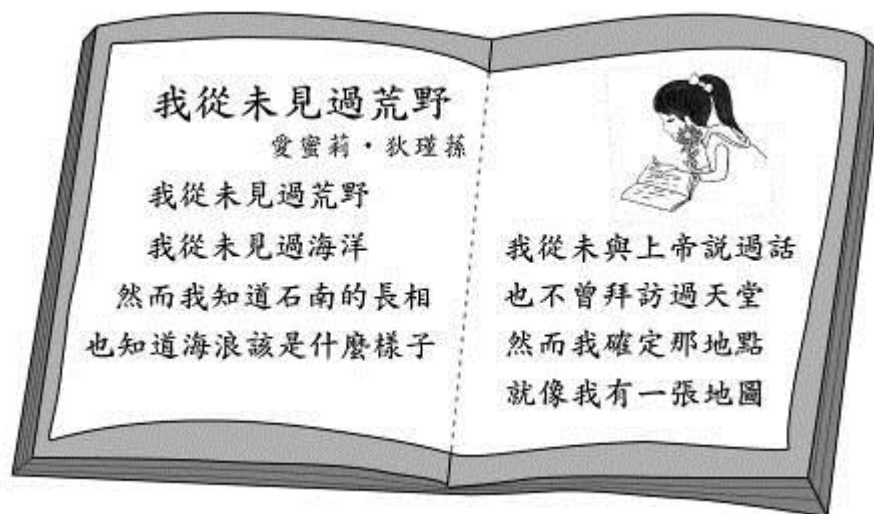 我從未見過荒野
愛蜜莉・狄瑾蓀
我從未見過荒野
我從未見過海洋
然而我知道石南的長相
也知道海浪該是什麼樣子
我從未與上帝說過話
也不曾拜訪過天堂
然而我確定那地點
就像我有一張地圖